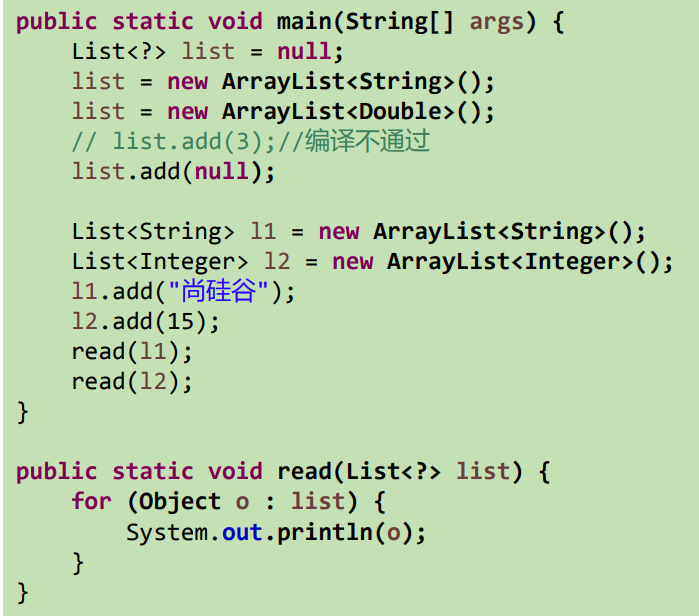 public static void main(String[] args) {
    List<?> list = null;
    list = new ArrayList<String>();
    list = new ArrayList<Double>();
    // list.add(3);//编译不通过
    list.add(null);

    List<String> l1 = new ArrayList<String>();
    List<Integer> l2 = new ArrayList<Integer>();
    l1.add("尚硅谷");
    l2.add(15);
    read(l1);
    read(l2);
}

public static void read(List<?> list) {
    for (Object o : list) {
        System.out.println(o);
    }
}